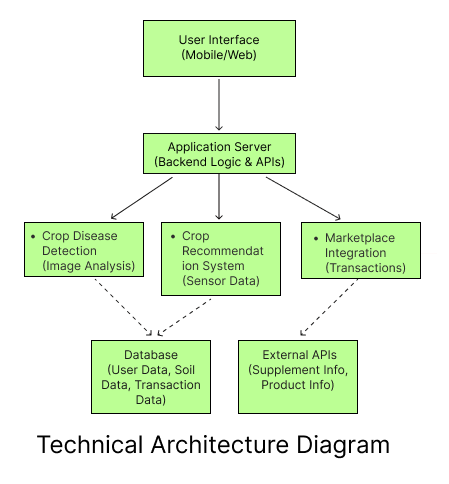 User Interface
(Mobile/Web)
Application Server
(Backend Logic & APIs)
• Crop Disease
Detection
(Image Analysis)
• Crop
Recommendat
ion System
(Sensor Data)
• Marketplace
Integration
(Transactions)
Database
(User Data, Soil
Data, Transaction
Data)
External APIs
(Supplement Info,
Product Info)
Technical Architecture Diagram